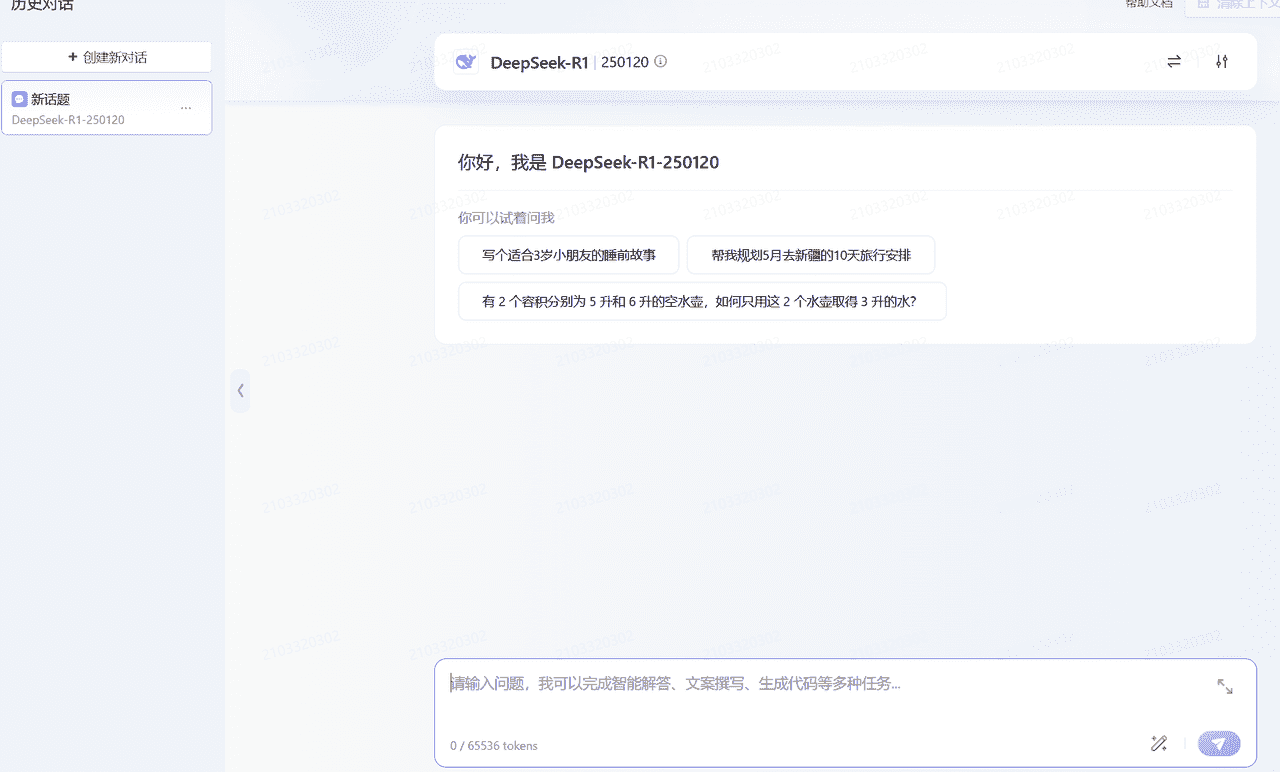 历史对话
帮助文档
清除上下文
+ 创建新对话
新话题
...
DeepSeek-R1-250120
DeepSeek-R1 | 250120
你好，我是 DeepSeek-R1-250120
你可以试着问我
写个适合3岁小朋友的睡前故事
帮我规划5月去新疆的10天旅行安排
有 2 个容积分别为 5 升和 6 升的空水壶，如何只用这 2 个水壶取得 3 升的水？
请输入问题，我可以完成智能解答、文案撰写、生成代码等多种任务...
0 / 65536 tokens
2103320302